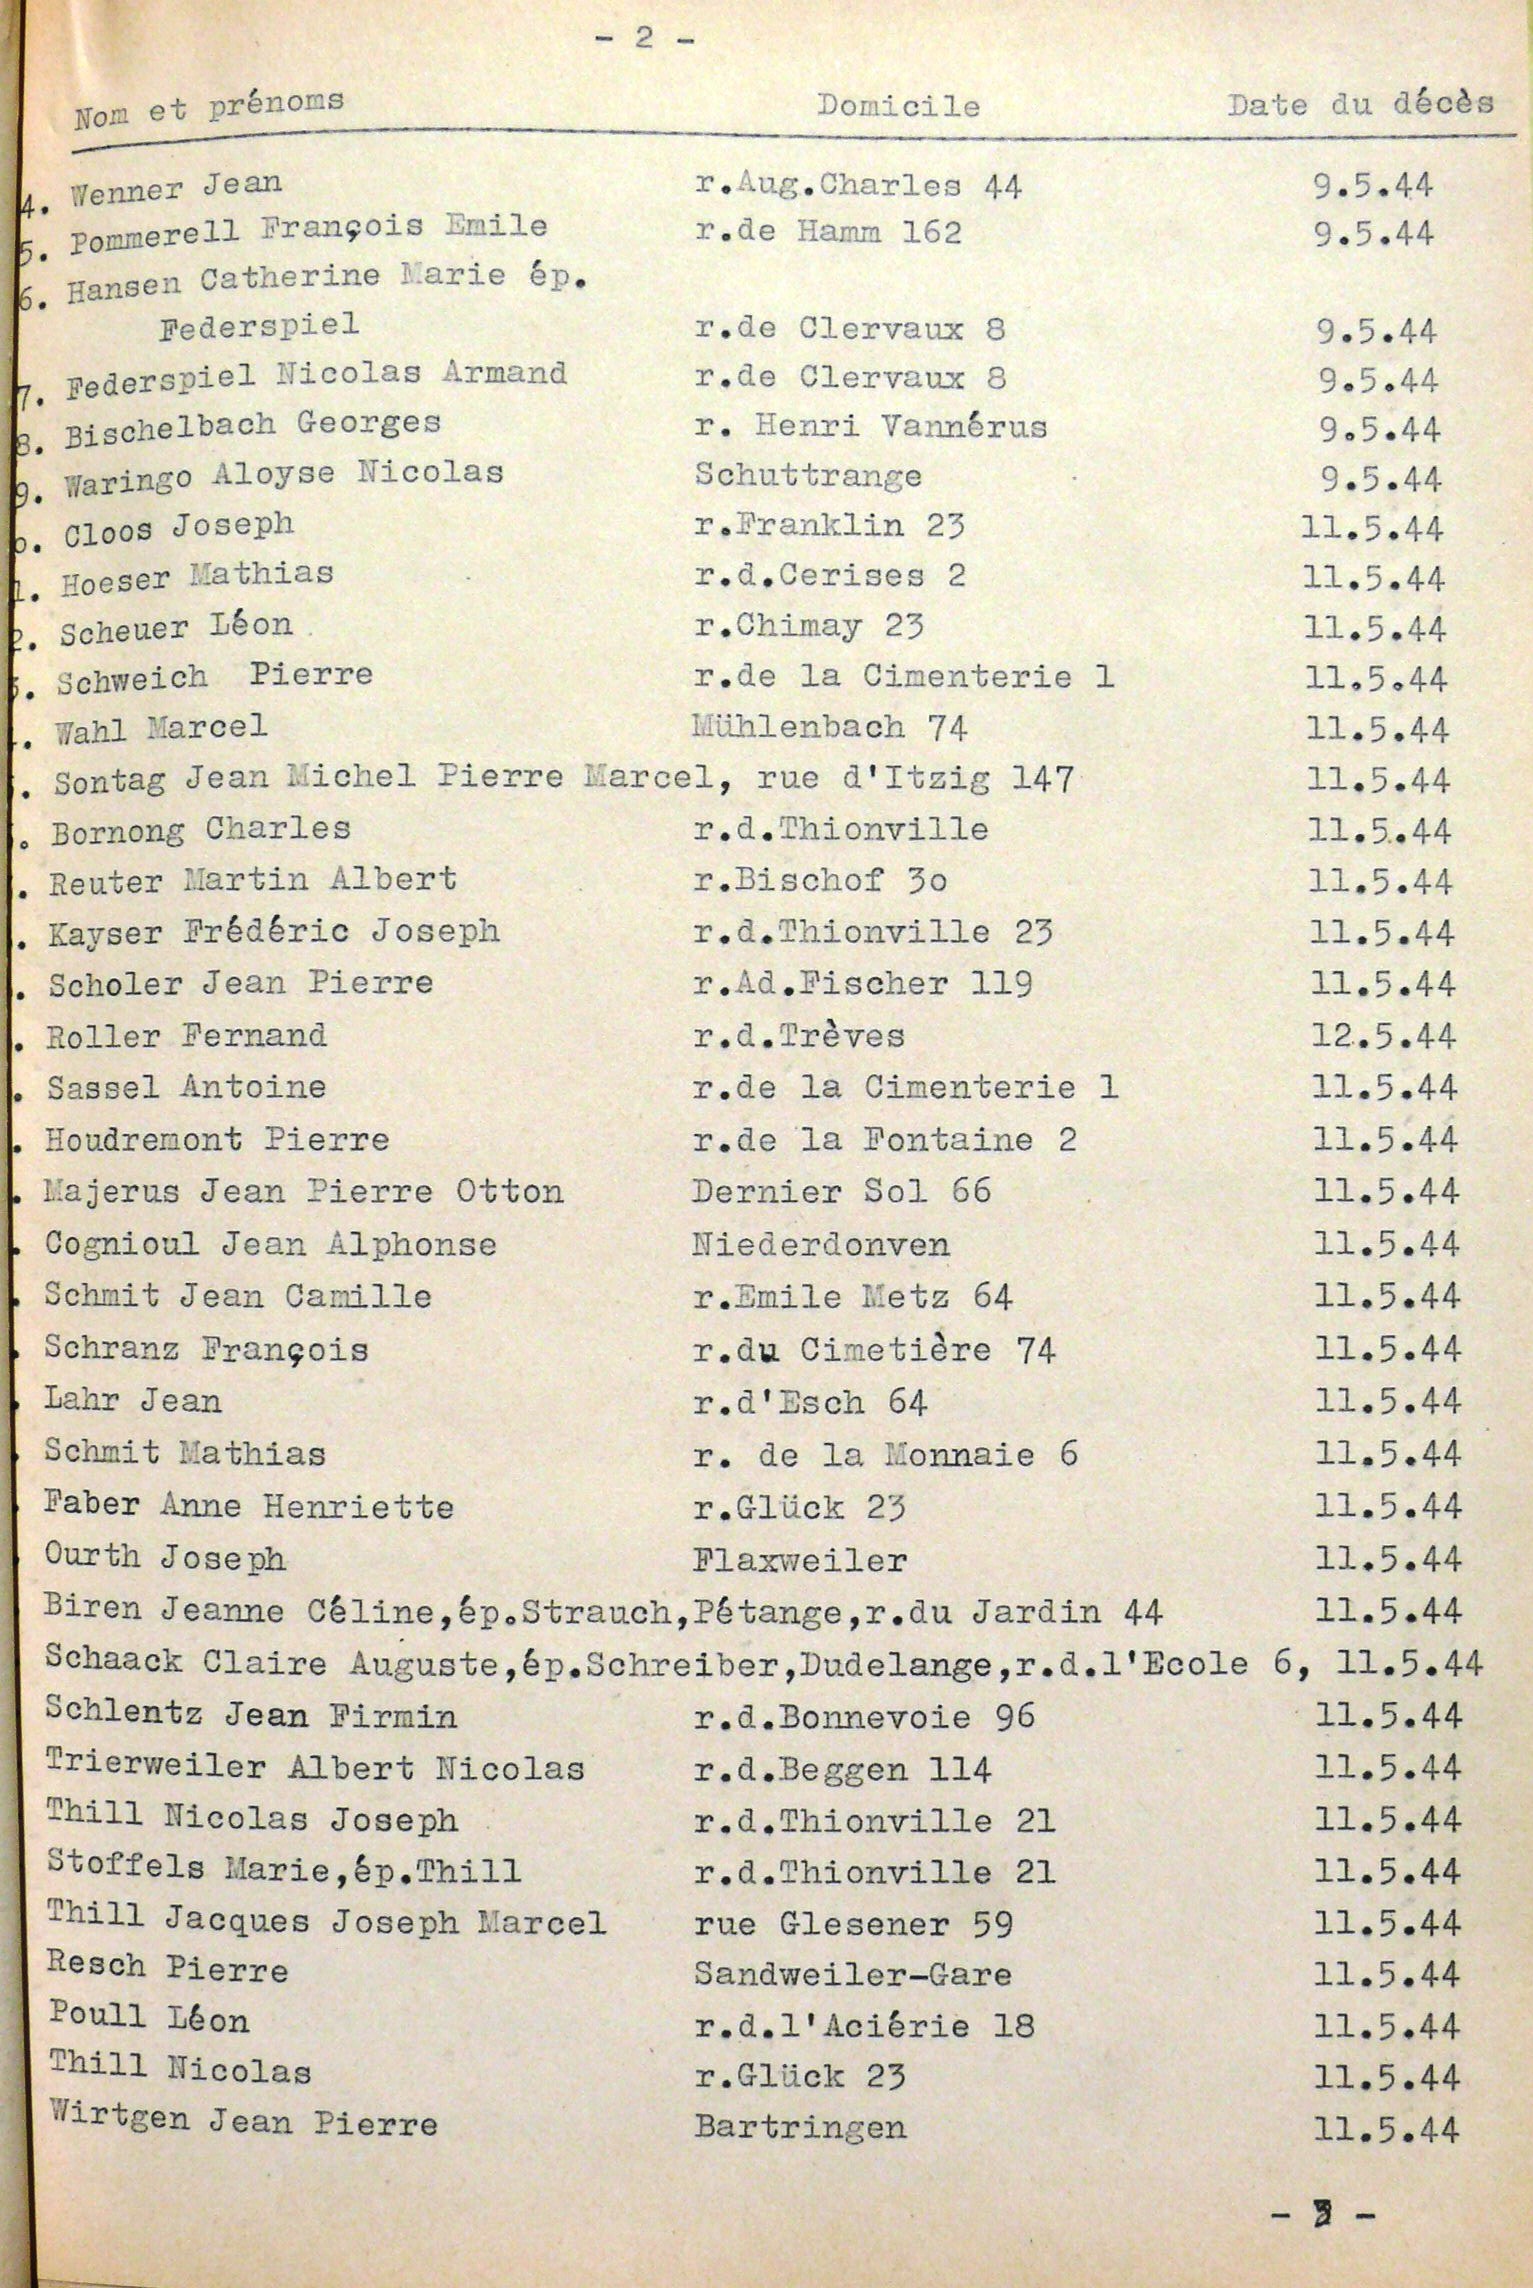 - 2 -
Nom et prénoms Domicile Date du décès
4. Wenner Jean r.Aug.Charles 44 9.5.44
5. Pommerell François Emile r.de Hamm 162 9.5.44
6. Hansen Catherine Marie ép.
Federspiel r.de Clervaux 8 9.5.44
7. Federspiel Nicolas Armand r.de Clervaux 8 9.5.44
8. Bischelbach Georges r. Henri Vannérus 9.5.44
9. Waringo Aloyse Nicolas Schuttrange 9.5.44
. Cloos Joseph r.Franklin 23 11.5.44
1. Hoeser Mathias r.d.Cerises 2 11.5.44
2. Scheuer Léon r.Chimay 23 11.5.44
. Schweich Pierre r.de la Cimenterie 1 11.5.44
. Wahl Marcel Mühlenbach 74 11.5.44
. Sontag Jean Michel Pierre Marcel, rue d'Itzig 147 11.5.44
. Bornong Charles r.d.Thionville 11.5.44
. Reuter Martin Albert r.Bischof 3o 11.5.44
. Kayser Frédéric Joseph r.d.Thionville 23 11.5.44
. Scholer Jean Pierre r.Ad.Fischer 119 11.5.44
. Roller Fernand r.d.Trèves 12.5.44
. Sassel Antoine r.de la Cimenterie 1 11.5.44
. Houdremont Pierre r.de la Fontaine 2 11.5.44
. Majerus Jean Pierre Otton Dernier Sol 66 11.5.44
. Cognioul Jean Alphonse Niederdonven 11.5.44
. Schmit Jean Camille r.Emile Metz 64 11.5.44
Schranz François r.du Cimetière 74 11.5.44
Lahr Jean r.d'Esch 64 11.5.44
Schmit Mathias r. de la Monnaie 6 11.5.44
Faber Anne Henriette r.Glück 23 11.5.44
Ourth Joseph Flaxweiler 11.5.44
Biren Jeanne Céline,ép.Strauch,Pétange,r.du Jardin 44 11.5.44
Schaack Claire Auguste,ép.Schreiber,Dudelange,r.d.l'Ecole 6, 11.5.44
Schlentz Jean Firmin r.d.Bonnevoie 96 11.5.44
Trierweiler Albert Nicolas r.d.Beggen 114 11.5.44
Thill Nicolas Joseph r.d.Thionville 21 11.5.44
Stoffels Marie,ép.Thill r.d.Thionville 21 11.5.44
Thill Jacques Joseph Marcel rue Glesener 59 11.5.44
Resch Pierre Sandweiler-Gare 11.5.44
Poull Léon r.d.l'Aciérie 18 11.5.44
Thill Nicolas r.Glück 23 11.5.44
Wirtgen Jean Pierre Bartringen 11.5.44
- 3 -